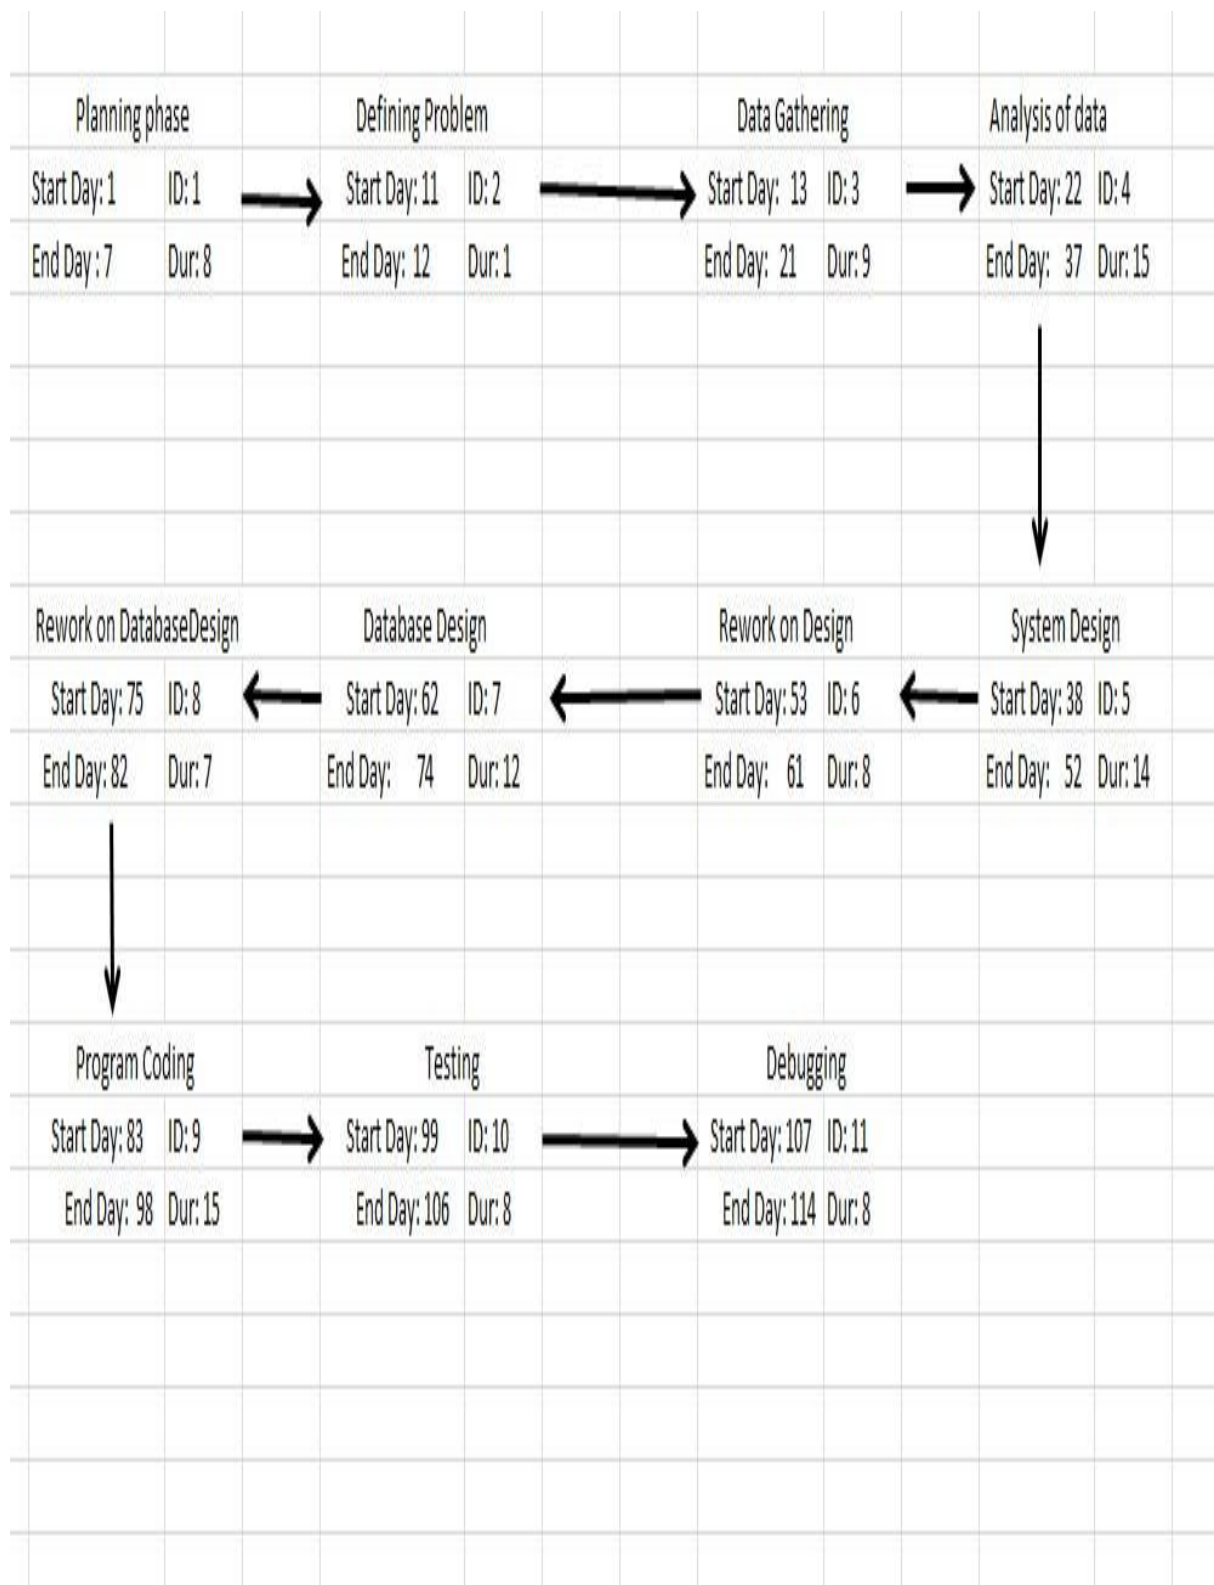 Planning phase Defining Problem Data Gathering Analysis of data
Start Day: 1 ID: 1 Start Day: 11 ID: 2 Start Day: 13 ID: 3 Start Day: 22 ID: 4
End Day : 7 Dur: 8 End Day: 12 Dur: 1 End Day: 21 Dur: 9 End Day: 37 Dur: 15
Rework on DatabaseDesign Database Design Rework on Design System Design
Start Day: 75 ID: 8 Start Day: 62 ID: 7 Start Day: 53 ID: 6 Start Day: 38 ID: 5
End Day: 82 Dur: 7 End Day: 74 Dur: 12 End Day: 61 Dur: 8 End Day: 52 Dur: 14
Program Coding Testing Debugging
Start Day: 83 ID: 9 Start Day: 99 ID: 10 Start Day: 107 ID: 11
End Day: 98 Dur: 15 End Day: 106 Dur: 8 End Day: 114 Dur: 8